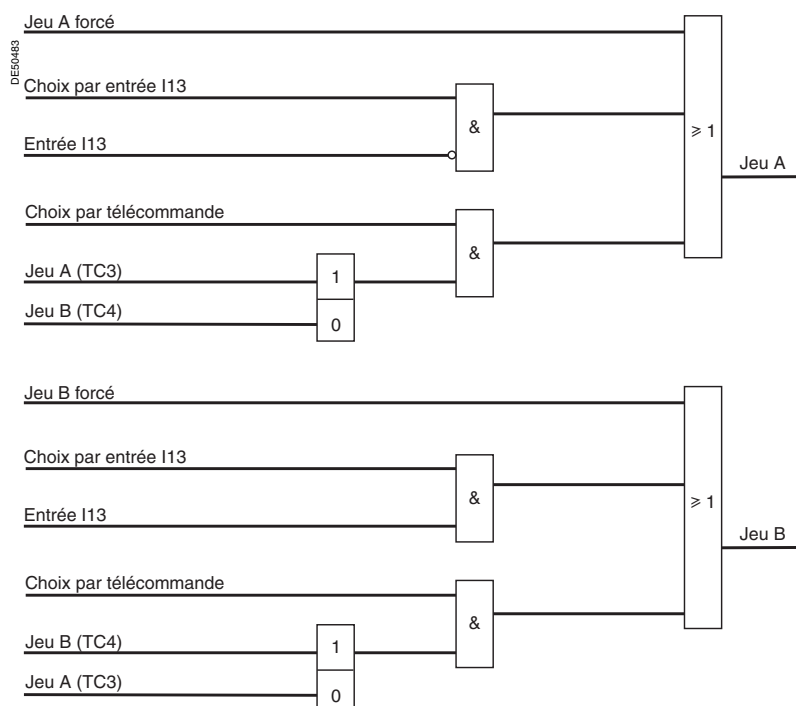 Jeu A forcé
DE50483
Choix par entrée I13
&
Entrée I13
≥ 1
Jeu A
Choix par télécommande
&
Jeu A (TC3)
1
Jeu B (TC4)
0
Jeu B forcé
Choix par entrée I13
&
Entrée I13
≥ 1
Jeu B
Choix par télécommande
&
Jeu B (TC4)
1
Jeu A (TC3)
0